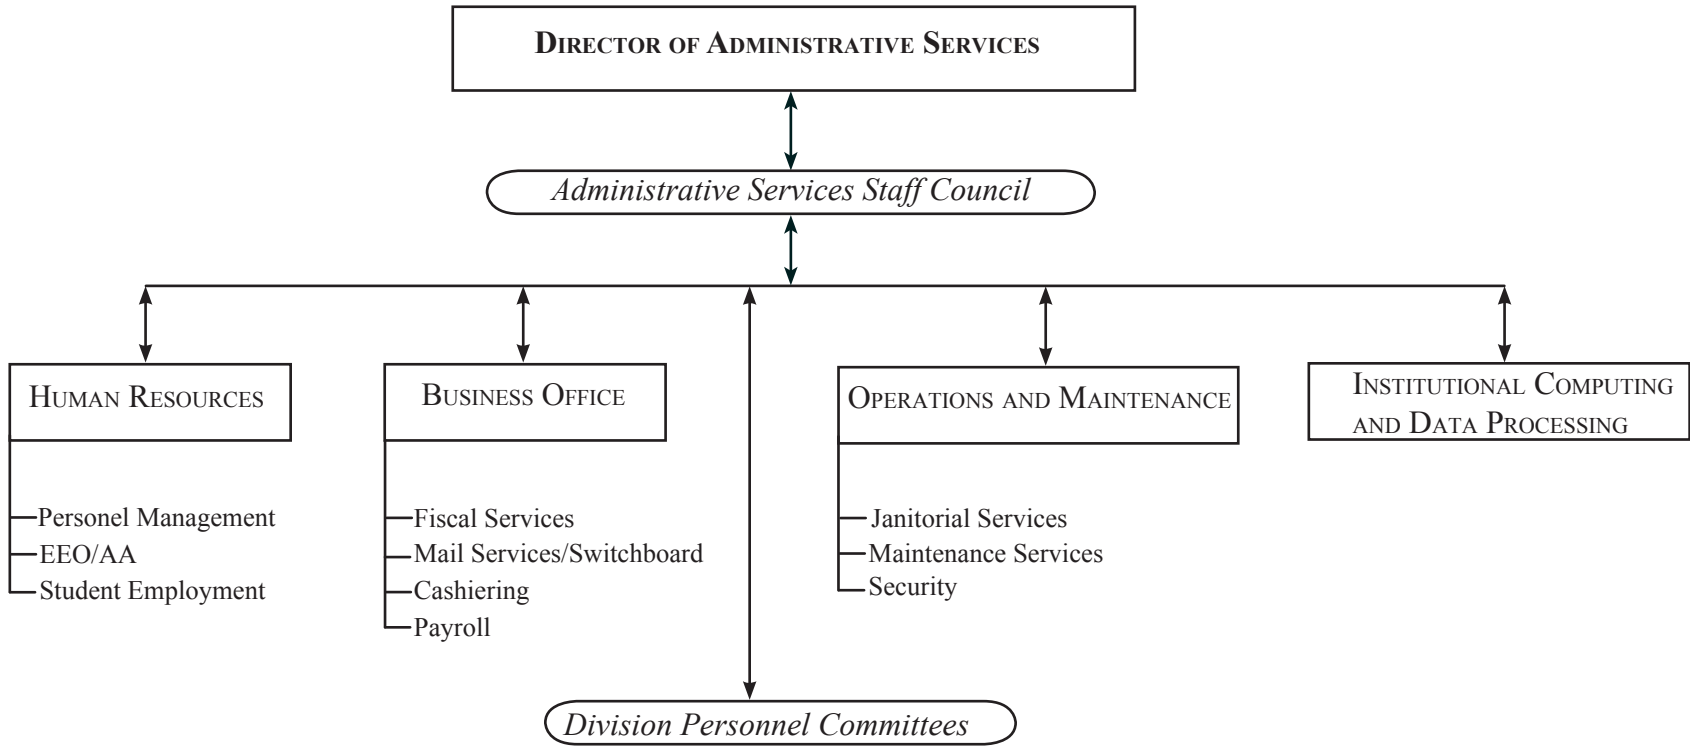 DIRECTOR OF ADMINISTRATIVE SERVICES
Administrative Services Staff Council
HUMAN RESOURCES
Personel Management
EEO/AA
Student Employment
BUSINESS OFFICE
Fiscal Services
Mail Services/Switchboard
Cashiering
Payroll
OPERATIONS AND MAINTENANCE
Janitorial Services
Maintenance Services
Security
INSTITUTIONAL COMPUTING
AND DATA PROCESSING
Division Personnel Committees